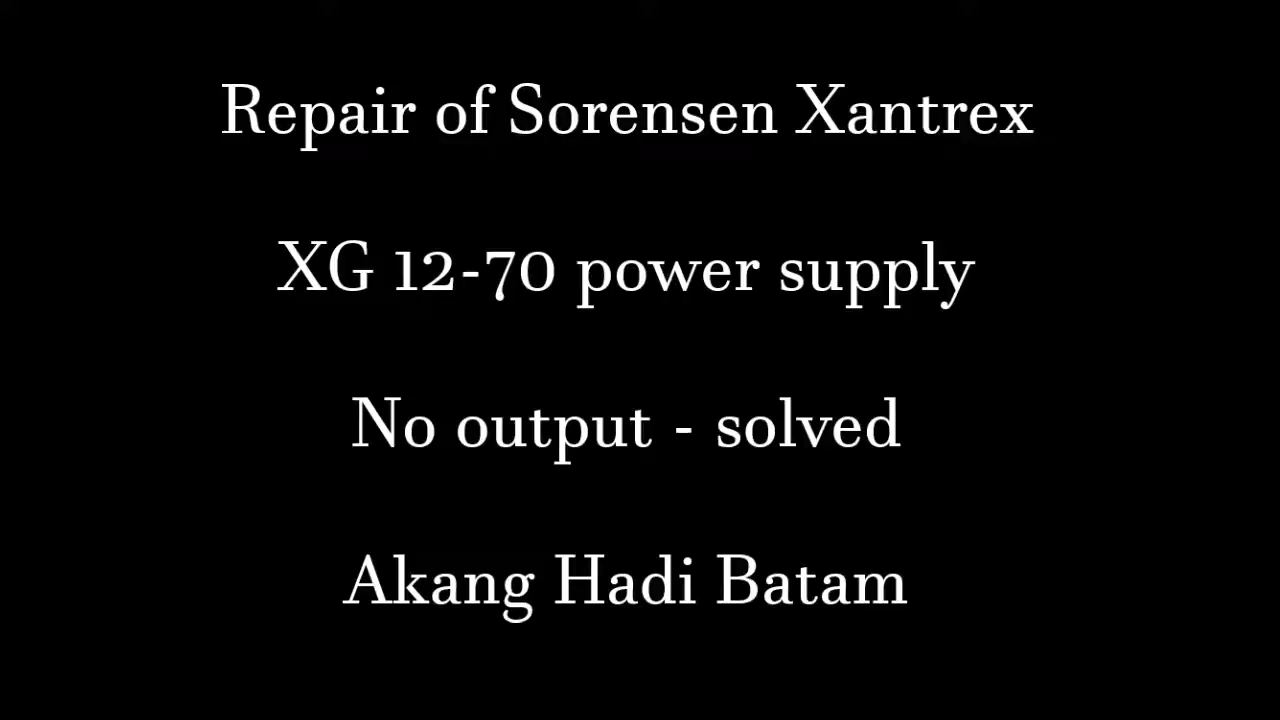 Repair of Sorensen Xantrex
XG 12-70 power supply
No output - solved
Akang Hadi Batam